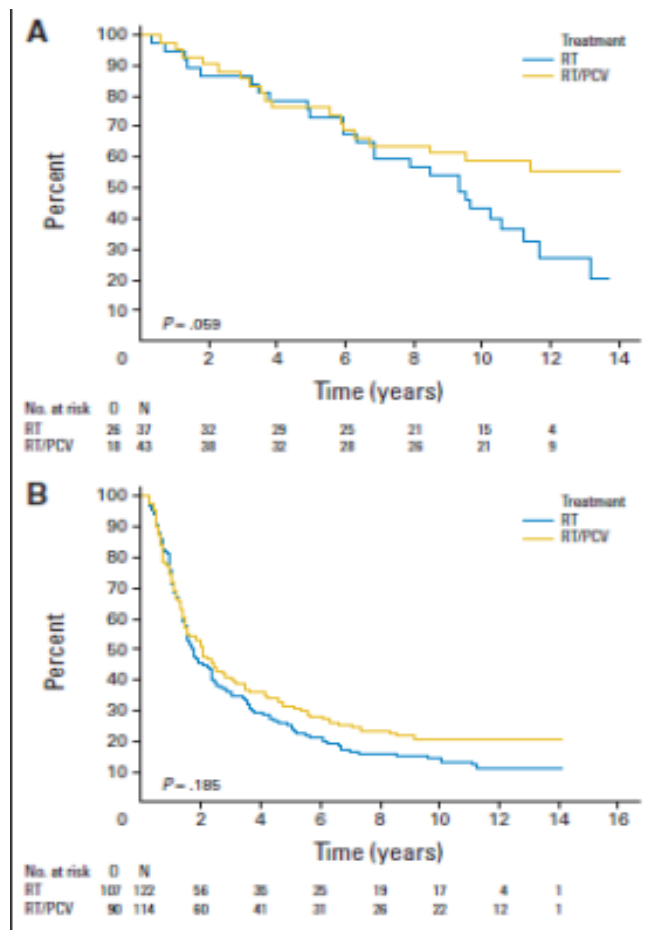 A
Treatment
RT
RT/PCV
100
90
80
70
60
50
40
30
20
10
Percent
P = .059
0 2 4 6 8 10 12 14
Time (years)
No. at risk O N
RT 26 37 32 29 25 21 15 4
RT/PCV 18 43 38 32 28 26 21 9
B
Treatment
RT
RT/PCV
100
90
80
70
60
50
40
30
20
10
Percent
P = .185
0 2 4 6 8 10 12 14 16
Time (years)
No. at risk O N
RT 107 122 56 35 25 19 17 4 1
RT/PCV 90 114 60 41 31 26 22 12 1